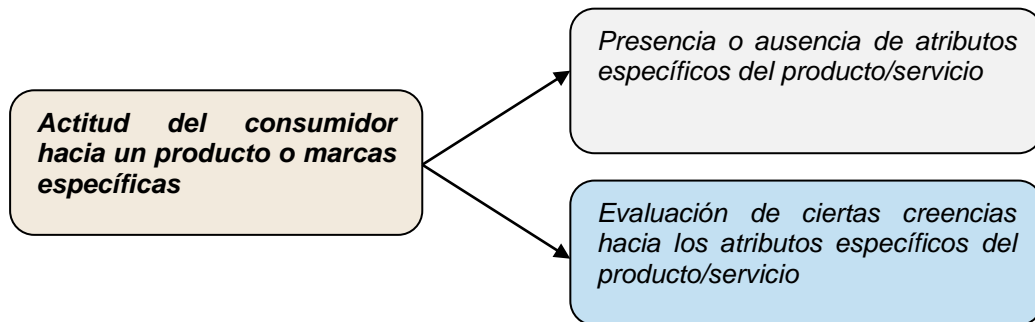 Presencia o ausencia de atributos
específicos del producto/servicio
Actitud del consumidor
hacia un producto o marcas
específicas
Evaluación de ciertas creencias
hacia los atributos específicos del
producto/servicio